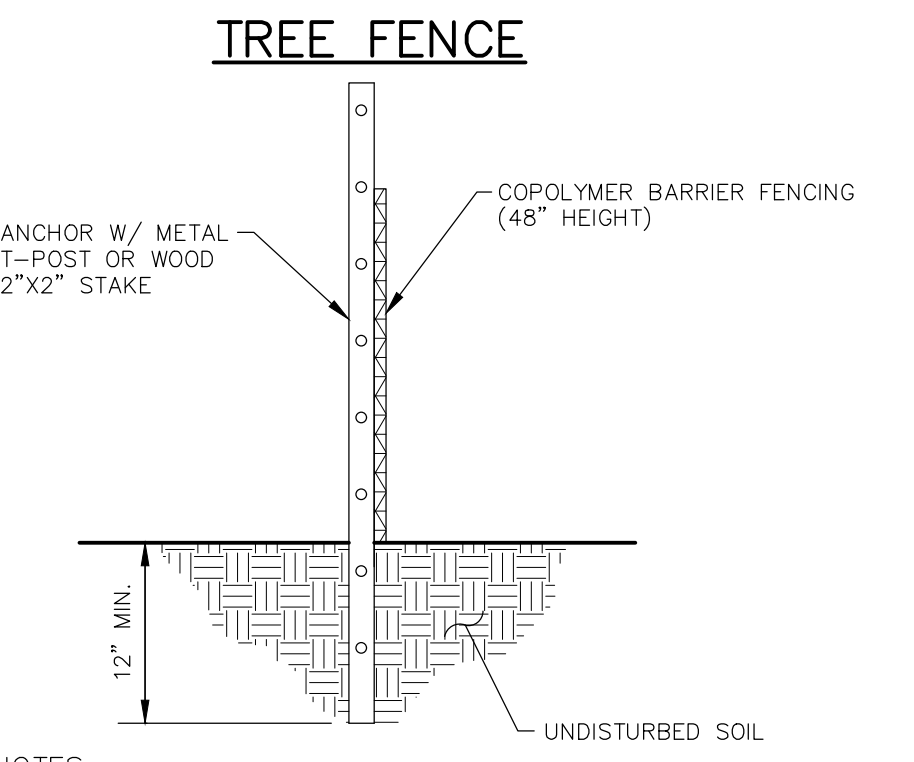 TREE FENCE
COPOLYMER BARRIER FENCING
(48" HEIGHT)
ANCHOR W/ METAL
T-POST OR WOOD
2"X2" STAKE
12" MIN.
UNDISTURBED SOIL